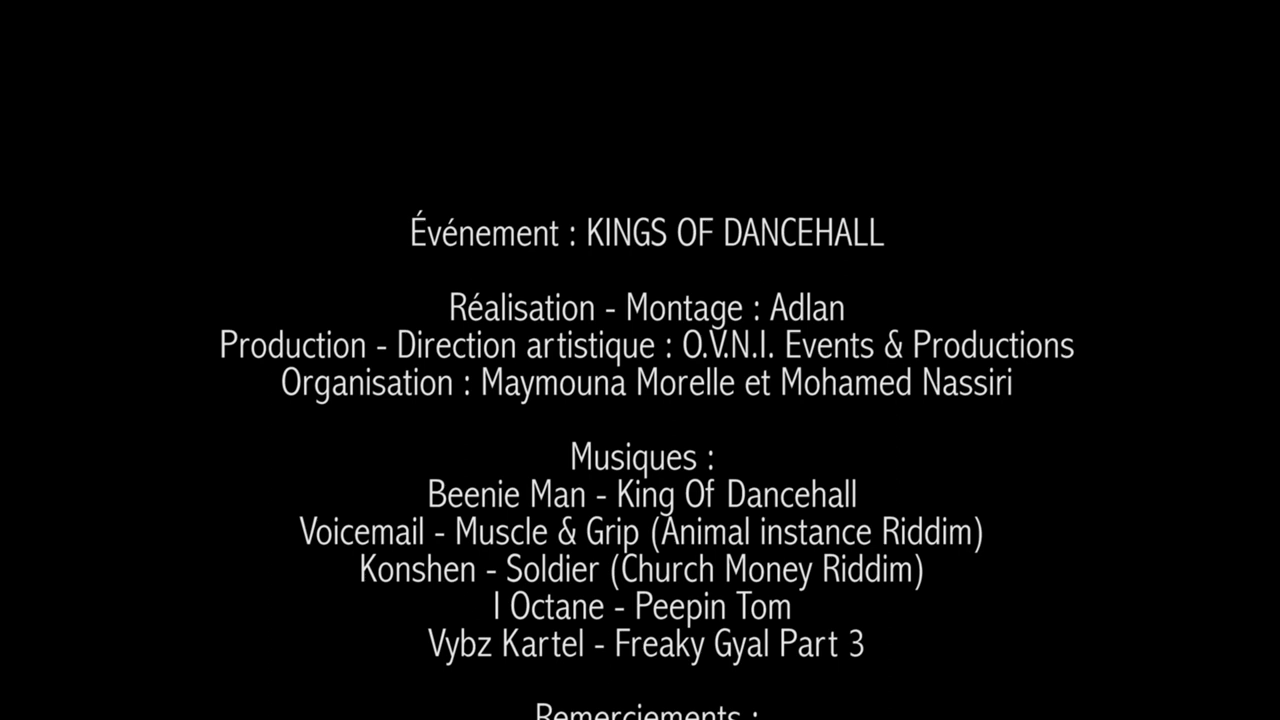 Événement : KINGS OF DANCEHALL
Réalisation - Montage : Adlan
Production - Direction artistique : O.V.N.I. Events & Productions
Organisation : Maymouna Morelle et Mohamed Nassiri
Musiques :
Beenie Man - King Of Dancehall
Voicemail - Muscle & Grip (Animal instance Riddim)
Konshen - Soldier (Church Money Riddim)
I Octane - Peepin Tom
Vybz Kartel - Freaky Gyal Part 3
Remerciements :